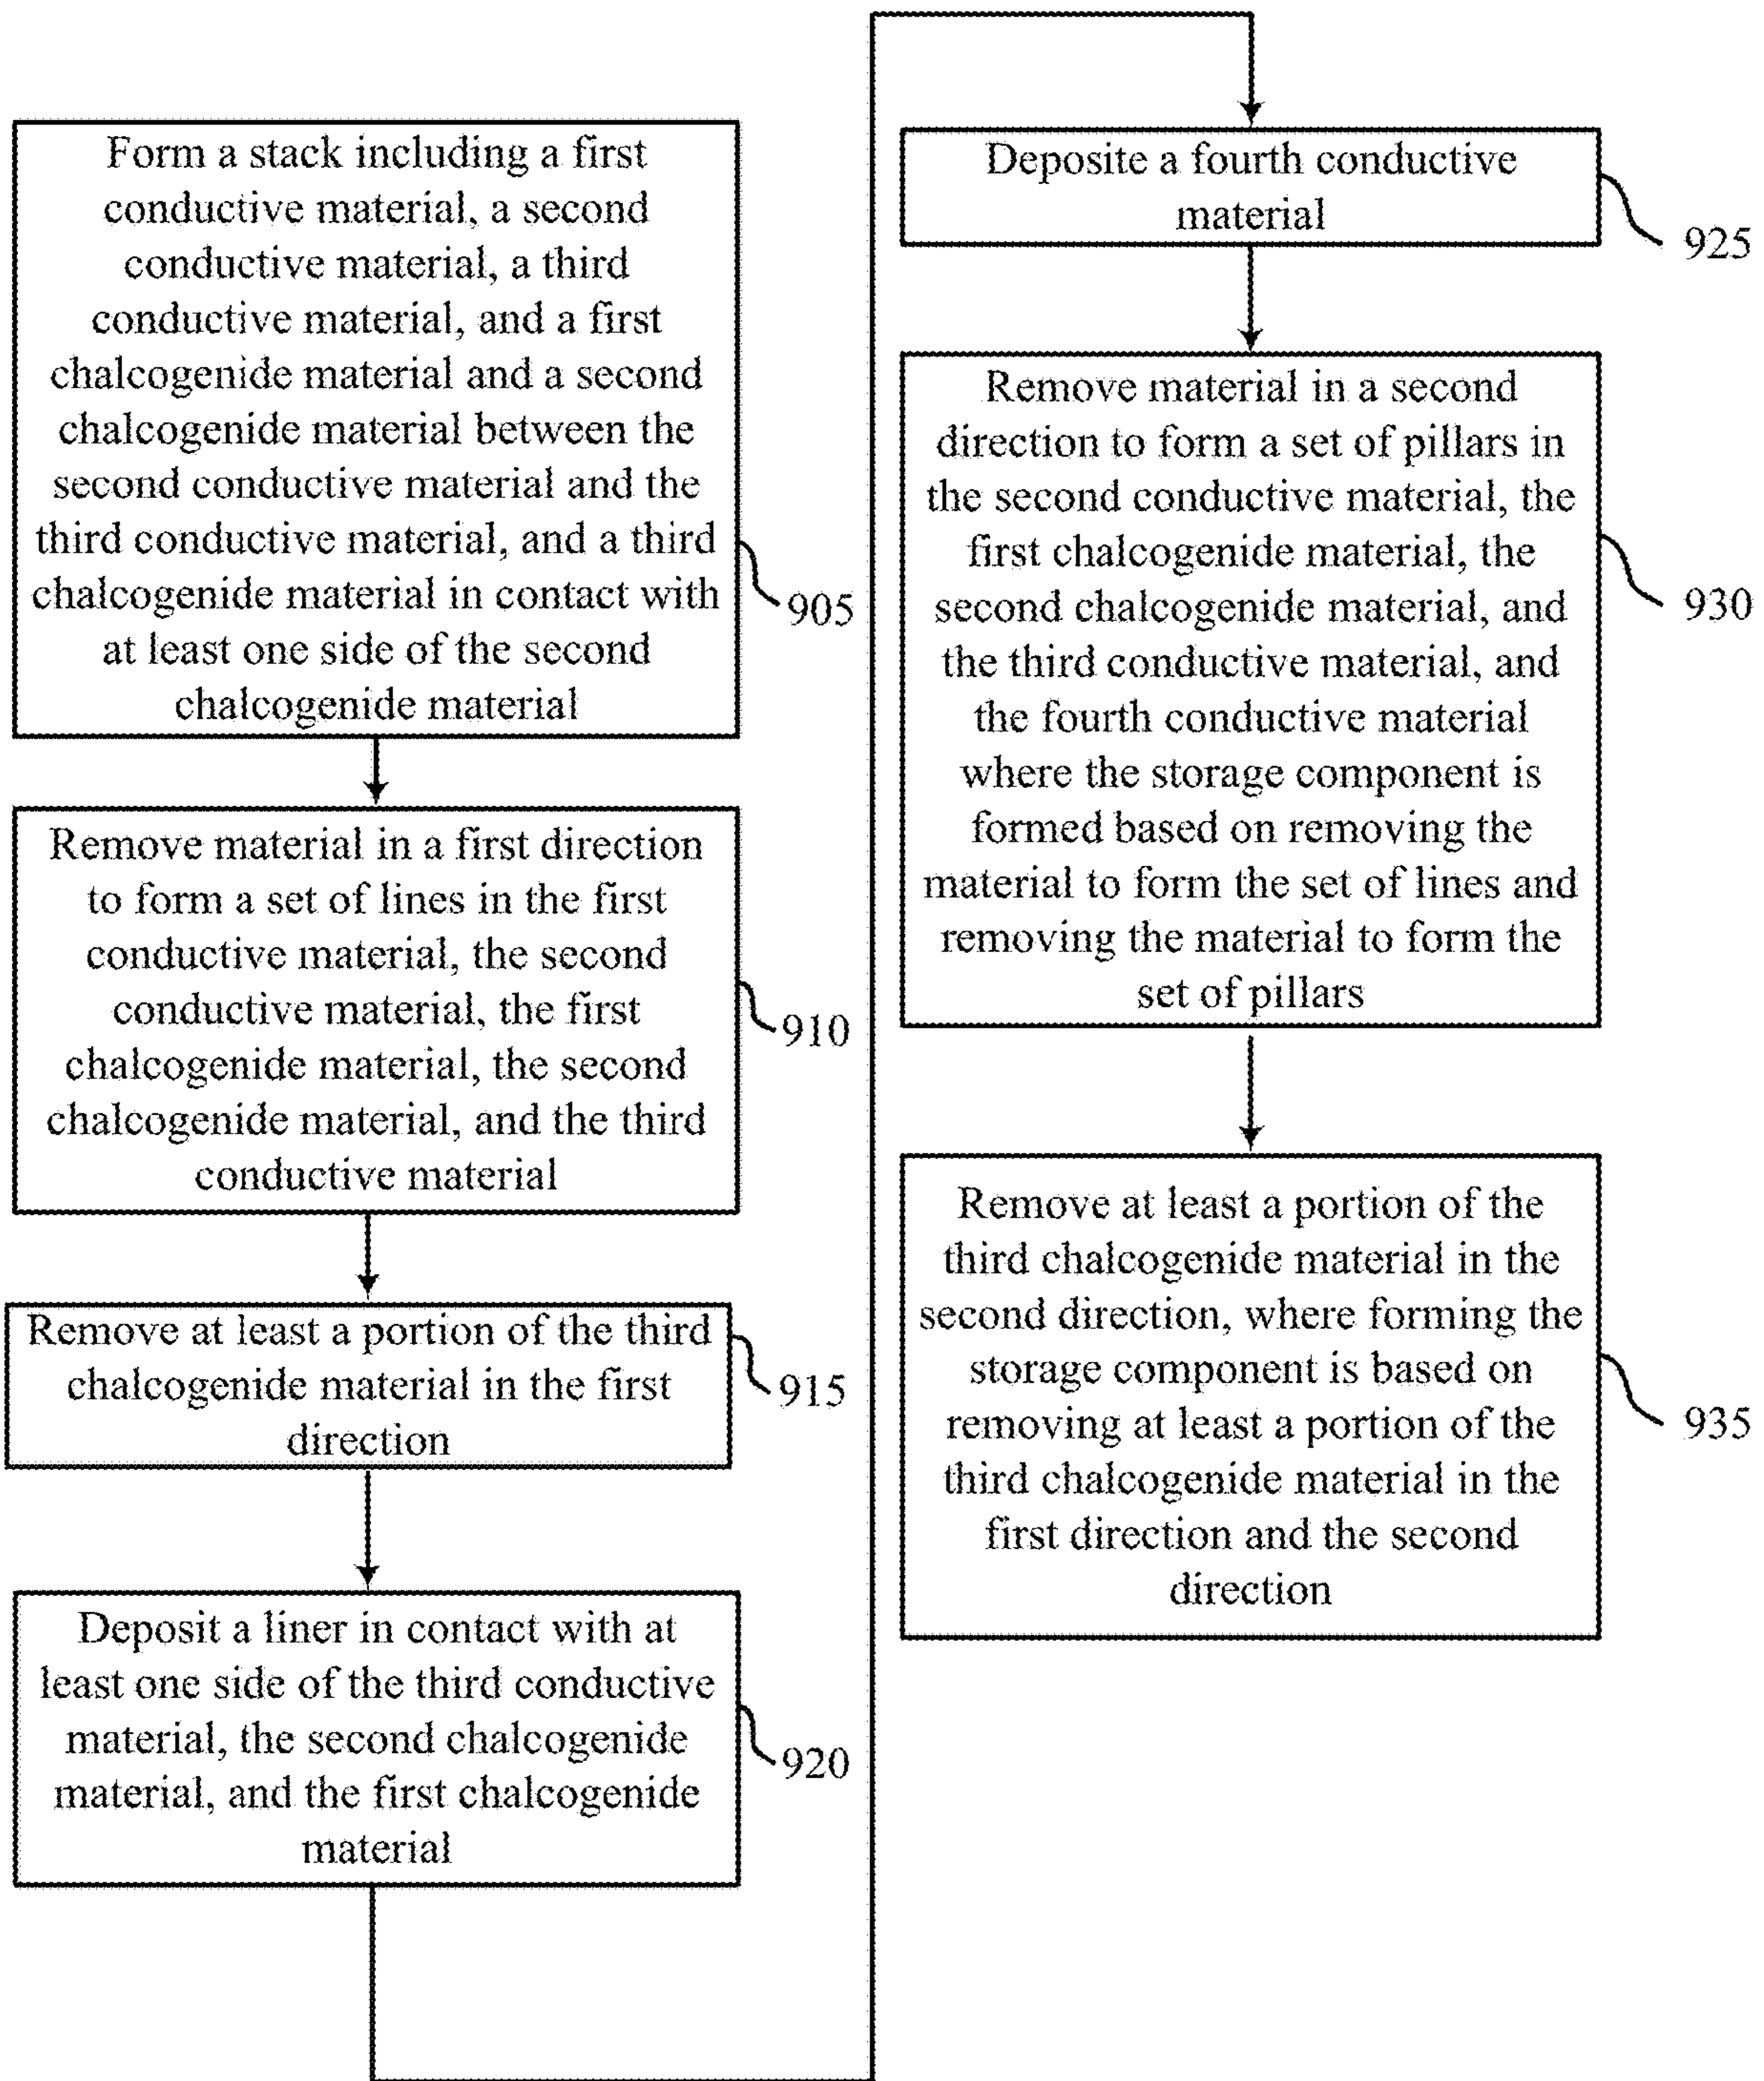 Form a stack including a first
conductive material, a second
conductive material, a third
conductive material, and a first
chalcogenide material and a second
chalcogenide material between the
second conductive material and the
third conductive material, and a third
chalcogenide material in contact with
at least one side of the second
chalcogenide material
905
Remove material in a first direction
to form a set of lines in the first
conductive material, the second
conductive material, the first
chalcogenide material, the second
chalcogenide material, and the third
conductive material
910
Remove at least a portion of the third
chalcogenide material in the first
direction
915
Deposit a liner in contact with at
least one side of the third conductive
material, the second chalcogenide
material, and the first chalcogenide
material
920
Deposite a fourth conductive
material
925
Remove material in a second
direction to form a set of pillars in
the second conductive material, the
first chalcogenide material, the
second chalcogenide material, and
the third conductive material, and
the fourth conductive material
where the storage component is
formed based on removing the
material to form the set of lines and
removing the material to form the
set of pillars
930
Remove at least a portion of the
third chalcogenide material in the
second direction, where forming the
storage component is based on
removing at least a portion of the
third chalcogenide material in the
first direction and the second
direction
935